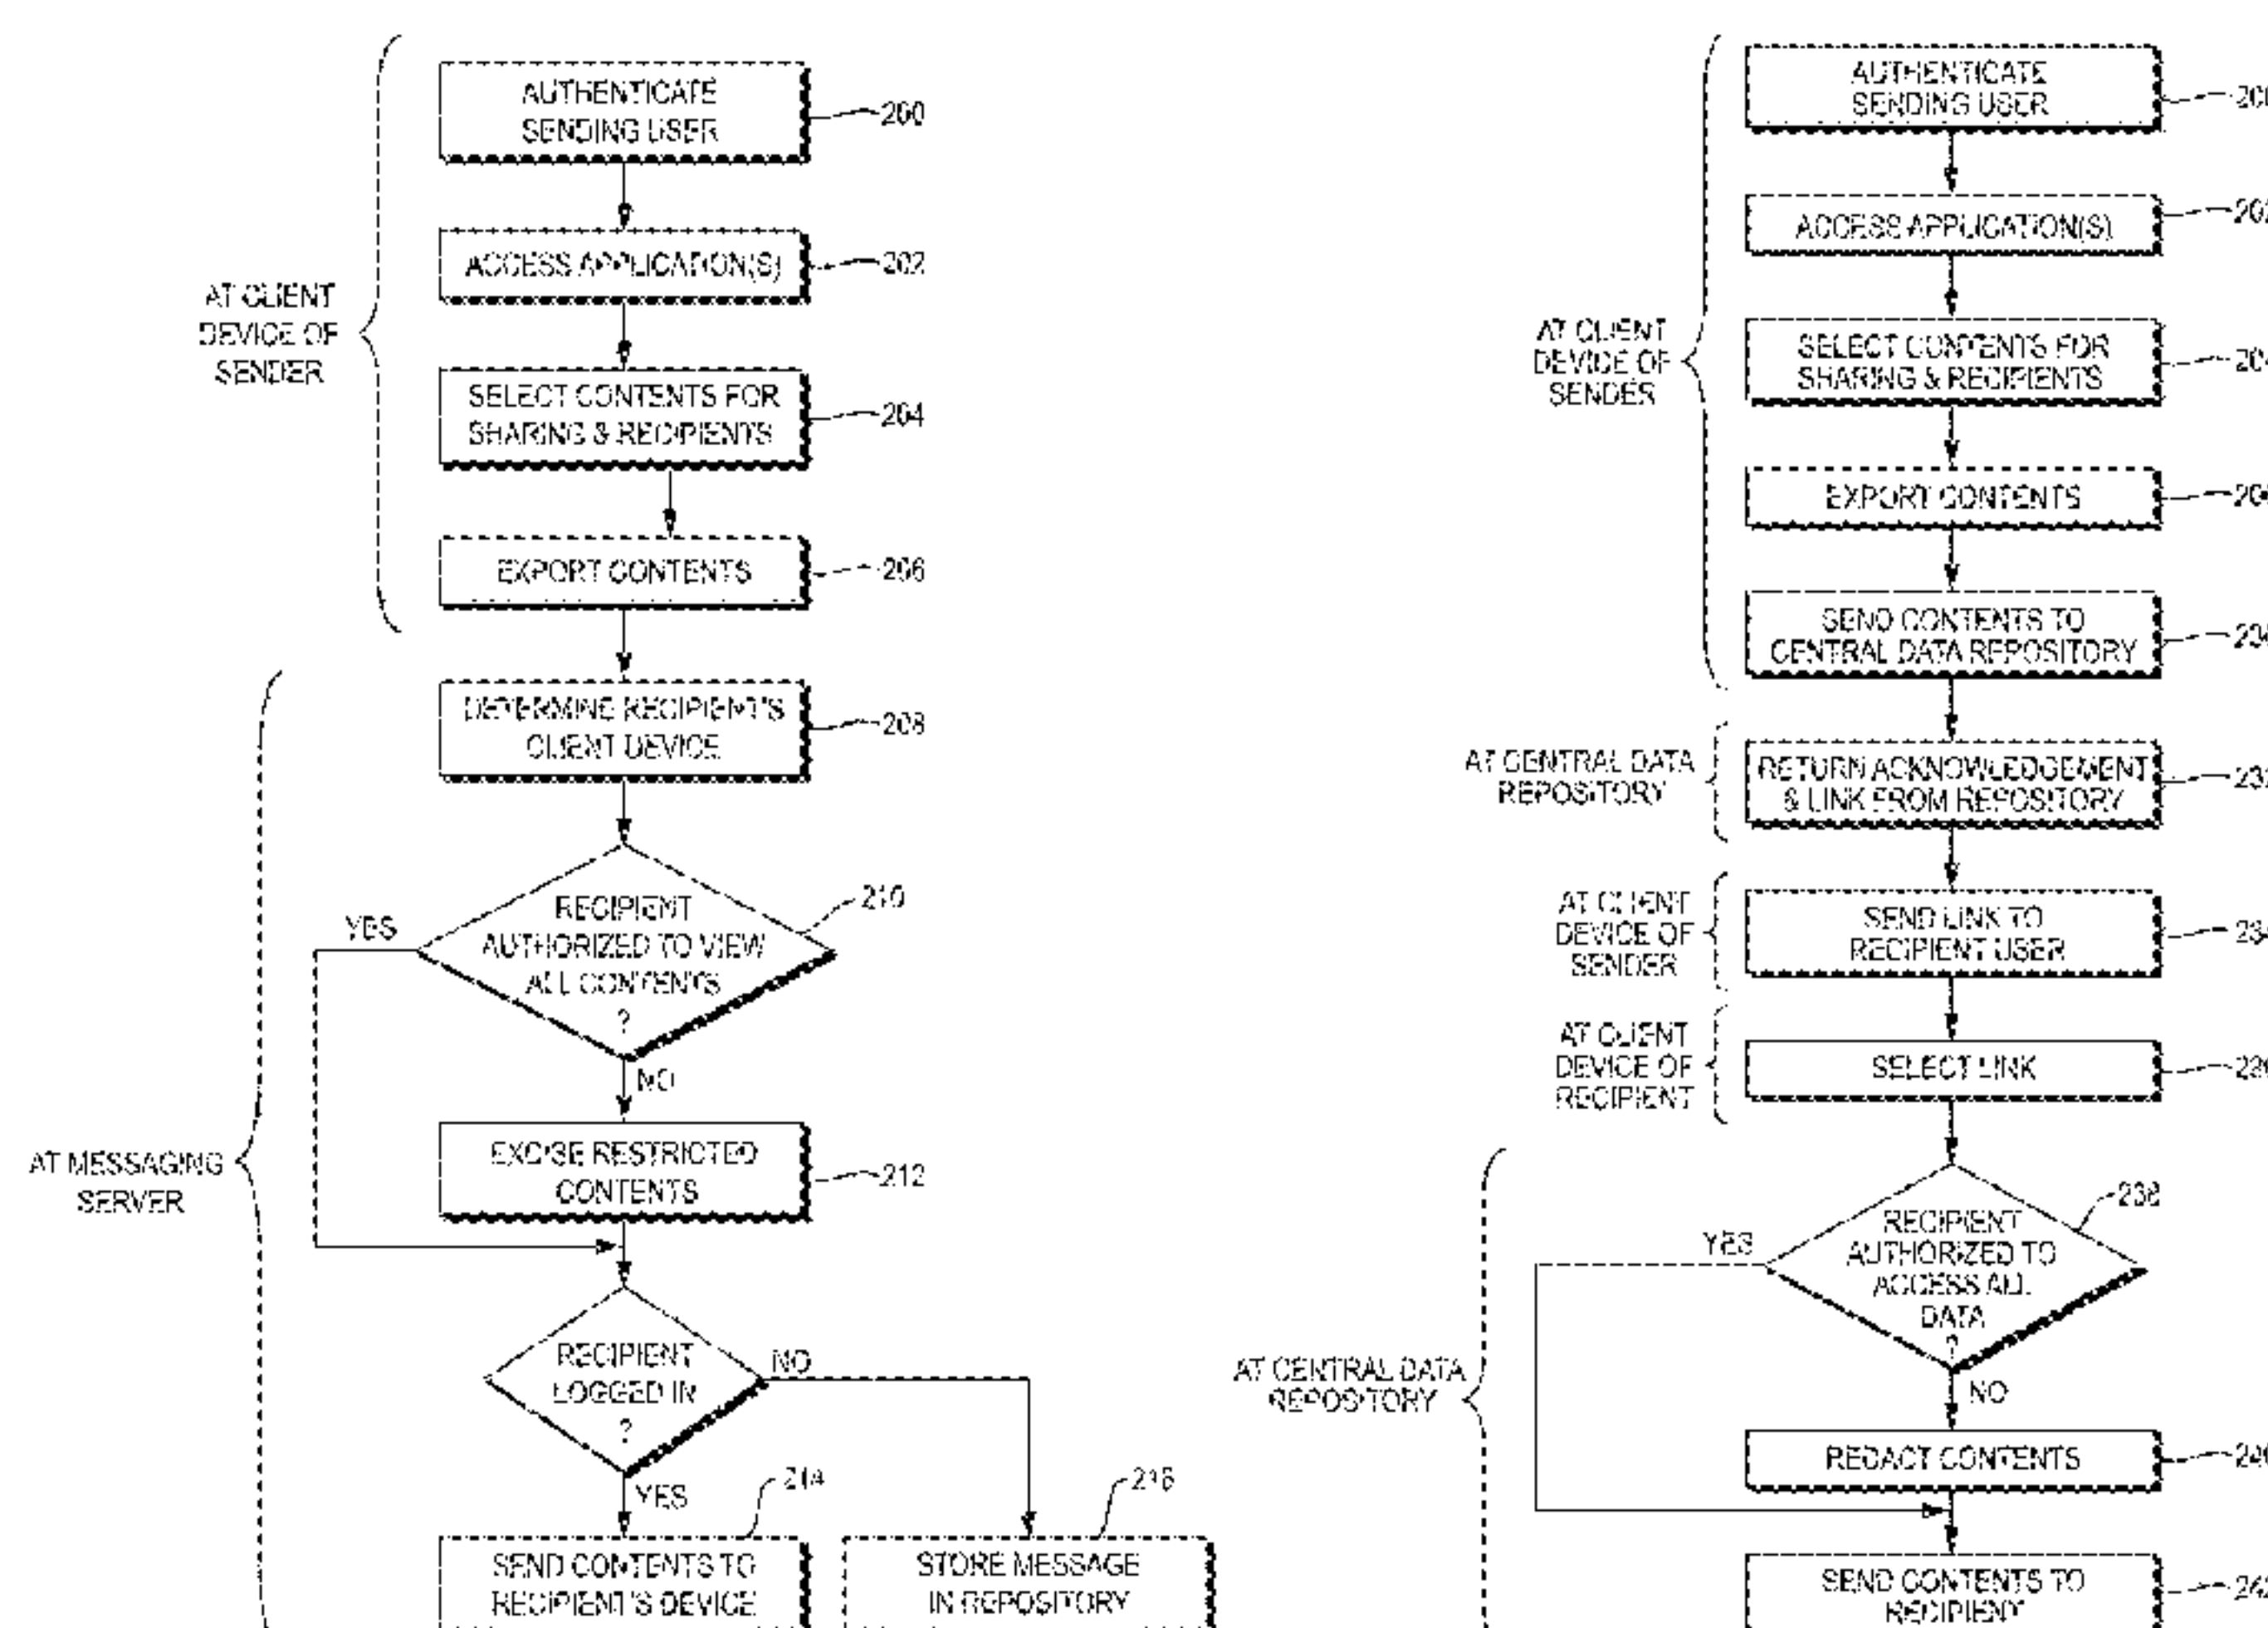 AUTHENTICATE
SENDING USER
200
ACCESS APPLICATION(S)
202
AT CLIENT
DEVICE OF
SENDER
SELECT CONTENTS FOR
SHARING & RECIPIENTS
204
EXPORT CONTENTS
206
DETERMINE RECIPIENT'S
CLIENT DEVICE
208
RECIPIENT
AUTHORIZED TO VIEW
ALL CONTENTS
?
210
YES
NO
AT MESSAGING
SERVER
EXCISE RESTRICTED
CONTENTS
212
RECIPIENT
LOGGED IN
?
NO
YES
214
SEND CONTENTS TO
RECIPIENT'S DEVICE
216
STORE MESSAGE
IN REPOSITORY
AUTHENTICATE
SENDING USER
ACCESS APPLICATION(S)
AT CLIENT
DEVICE OF
SENDER
SELECT CONTENTS FOR
SHARING & RECIPIENTS
EXPORT CONTENTS
SEND CONTENTS TO
CENTRAL DATA REPOSITORY
AT CENTRAL DATA
REPOSITORY
RETURN ACKNOWLEDGEMENT
& LINK FROM REPOSITORY
AT CLIENT
DEVICE OF
SENDER
SEND LINK TO
RECIPIENT USER
AT CLIENT
DEVICE OF
RECIPIENT
SELECT LINK
RECIPIENT
AUTHORIZED TO
ACCESS ALL
DATA
?
238
YES
NO
AT CENTRAL DATA
REPOSITORY
REDACT CONTENTS
SEND CONTENTS TO
RECIPIENT